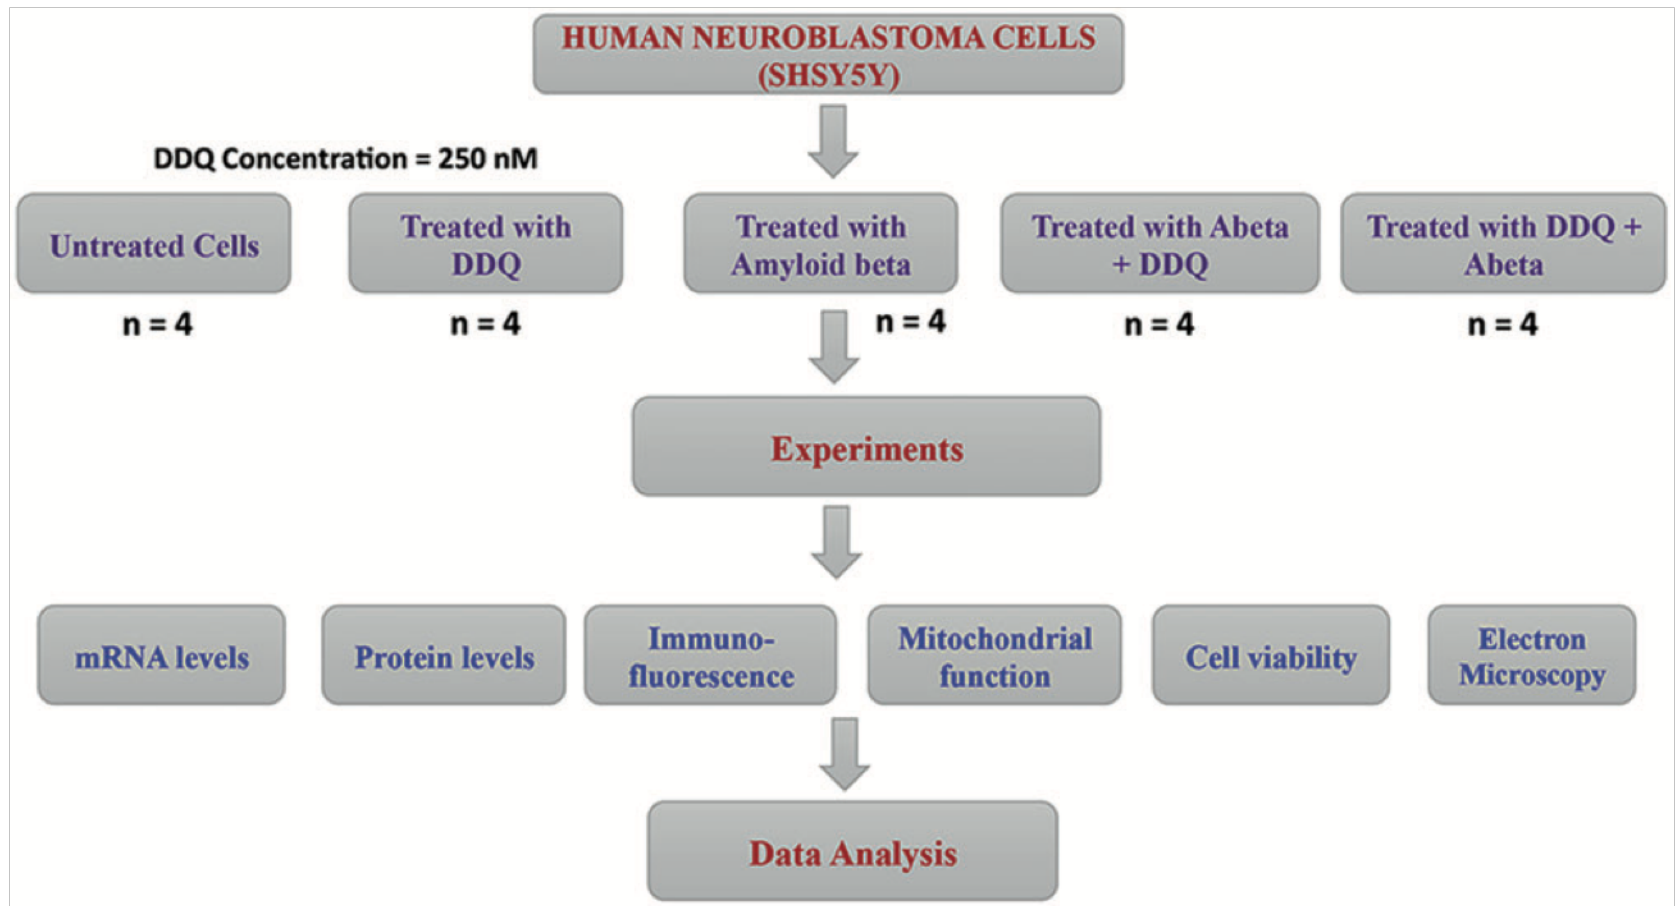 HUMAN NEUROBLASTOMA CELLS
(SHSY5Y)
DDQ Concentration = 250 nM
Untreated Cells
Treated with
DDQ
Treated with
Amyloid beta
Treated with Abeta
+ DDQ
Treated with DDQ +
Abeta
n = 4
n = 4
n = 4
n = 4
n = 4
Experiments
mRNA levels
Protein levels
Immuno-
fluorescence
Mitochondrial
function
Cell viability
Electron
Microscopy
Data Analysis